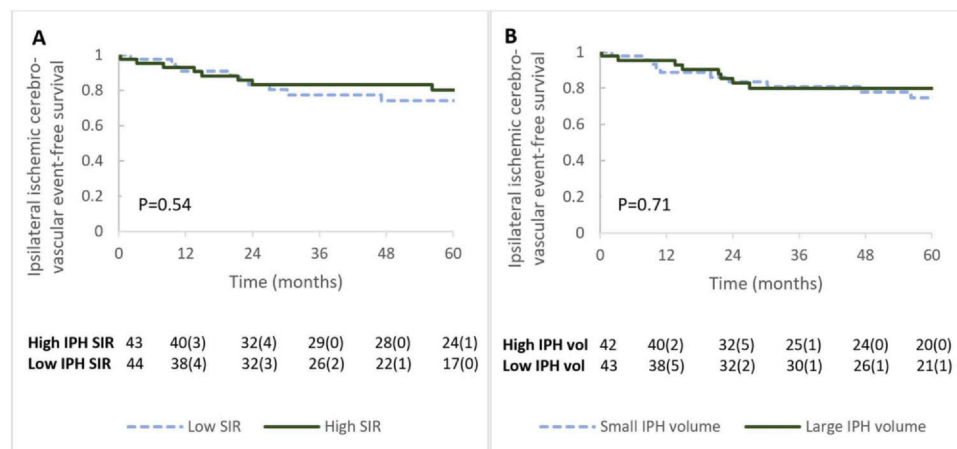 A
Ipsilateral ischemic cerebro-
vascular event-free survival
1
0.8
0.6
0.4
0.2
0
P=0.54
0 12 24 36 48 60
Time (months)
High IPH SIR 43 40(3) 32(4) 29(0) 28(0) 24(1)
Low IPH SIR 44 38(4) 32(3) 26(2) 22(1) 17(0)
Low SIR High SIR
B
Ipsilateral ischemic cerebro-
vascular event-free survival
1
0.8
0.6
0.4
0.2
0
P=0.71
0 12 24 36 48 60
Time (months)
High IPH vol 42 40(2) 32(5) 25(1) 24(0) 20(0)
Low IPH vol 43 38(5) 32(2) 30(1) 26(1) 21(1)
Small IPH volume Large IPH volume